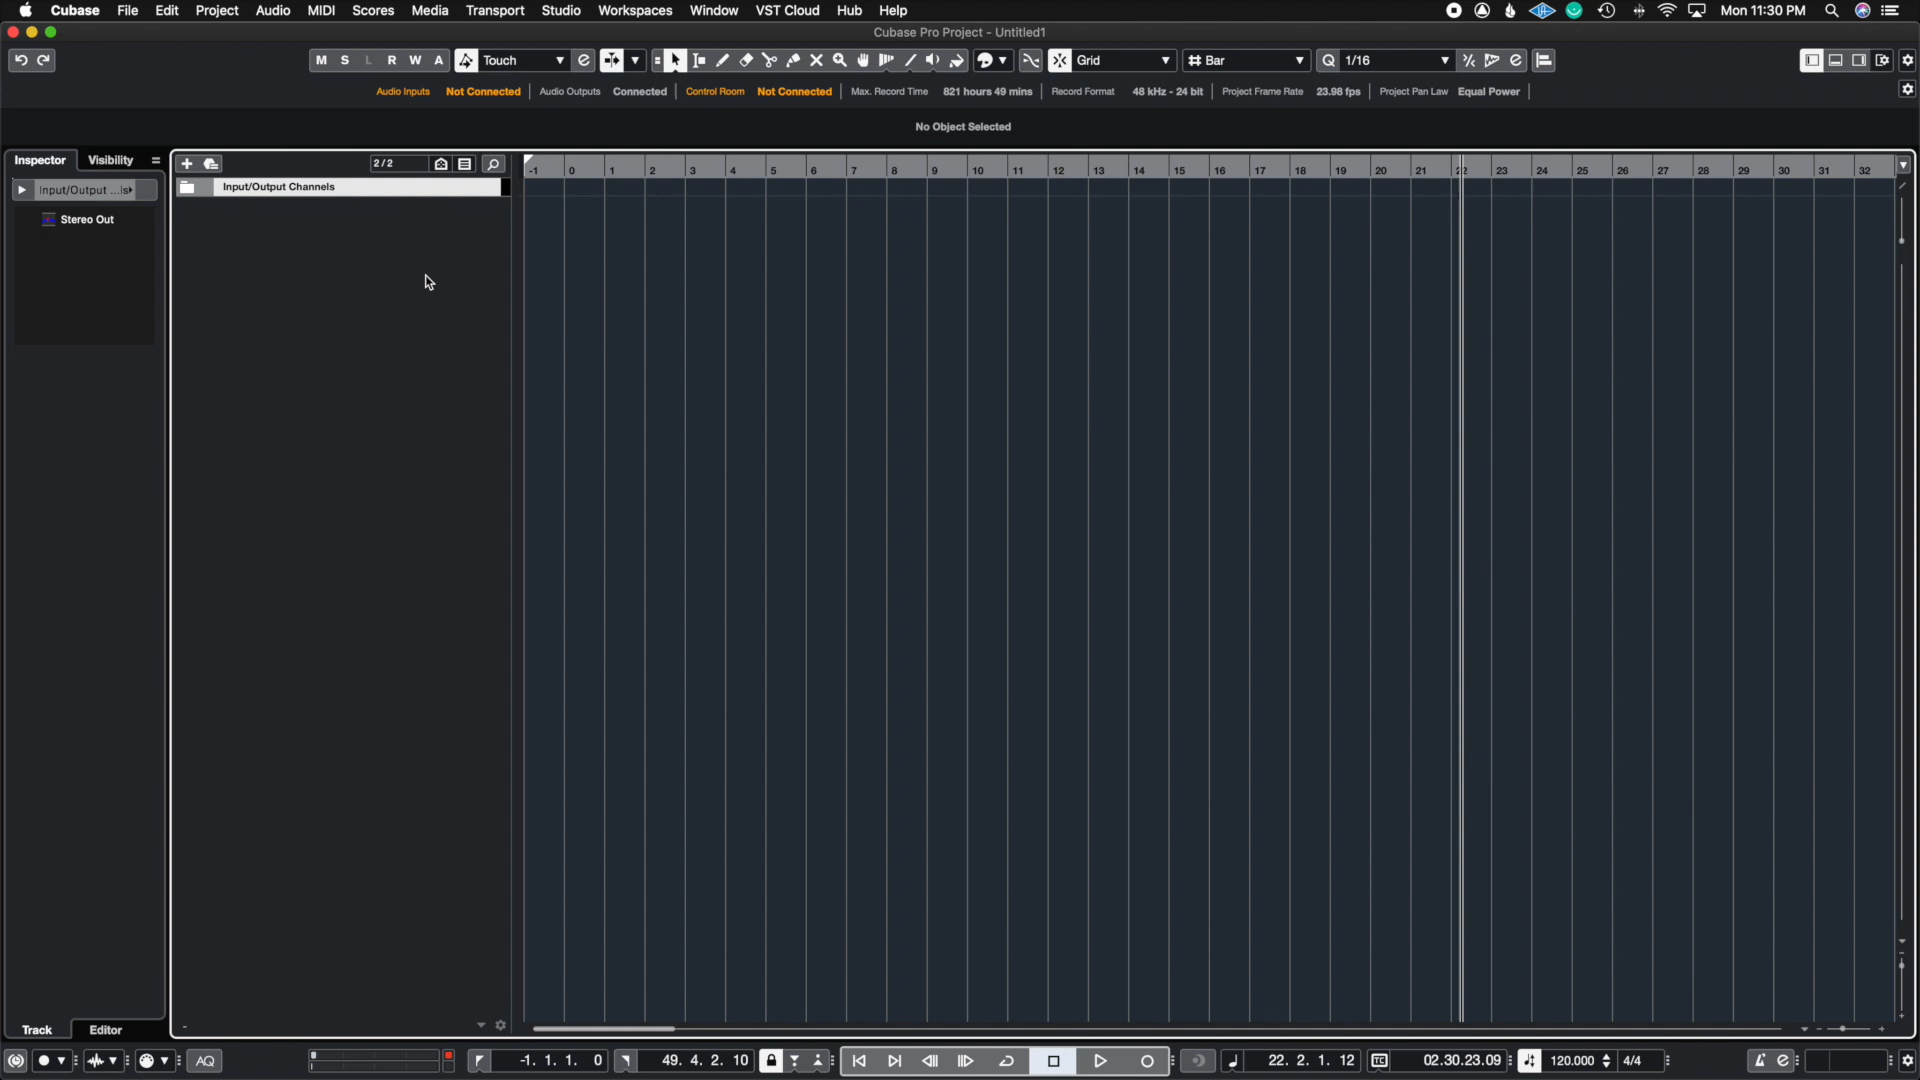 Cubase File Edit Project Audio MIDI Scores Media Transport Studio Workspaces Window VST Cloud Hub Help Mon 11:30 PM
Cubase Pro Project - Untitled1
M S L R W A Touch Grid Bar Q 1/16
Audio Inputs Not Connected Audio Outputs Connected Control Room Not Connected Max. Record Time 821 hours 49 mins Record Format 48 kHz - 24 bit Project Frame Rate 23.98 fps Project Pan Law Equal Power
No Object Selected
Inspector Visibility 2 / 2
-1 0 1 2 3 4 5 6 7 8 9 10 11 12 13 14 15 16 17 18 19 20 21 22 23 24 25 26 27 28 29 30 31 32
Input/Output ...ls Input/Output Channels
Stereo Out
Track Editor
AQ -1. 1. 1. 0 49. 4. 2. 10 22. 2. 1. 12 TC 02.30.23.09 120.000 4/4